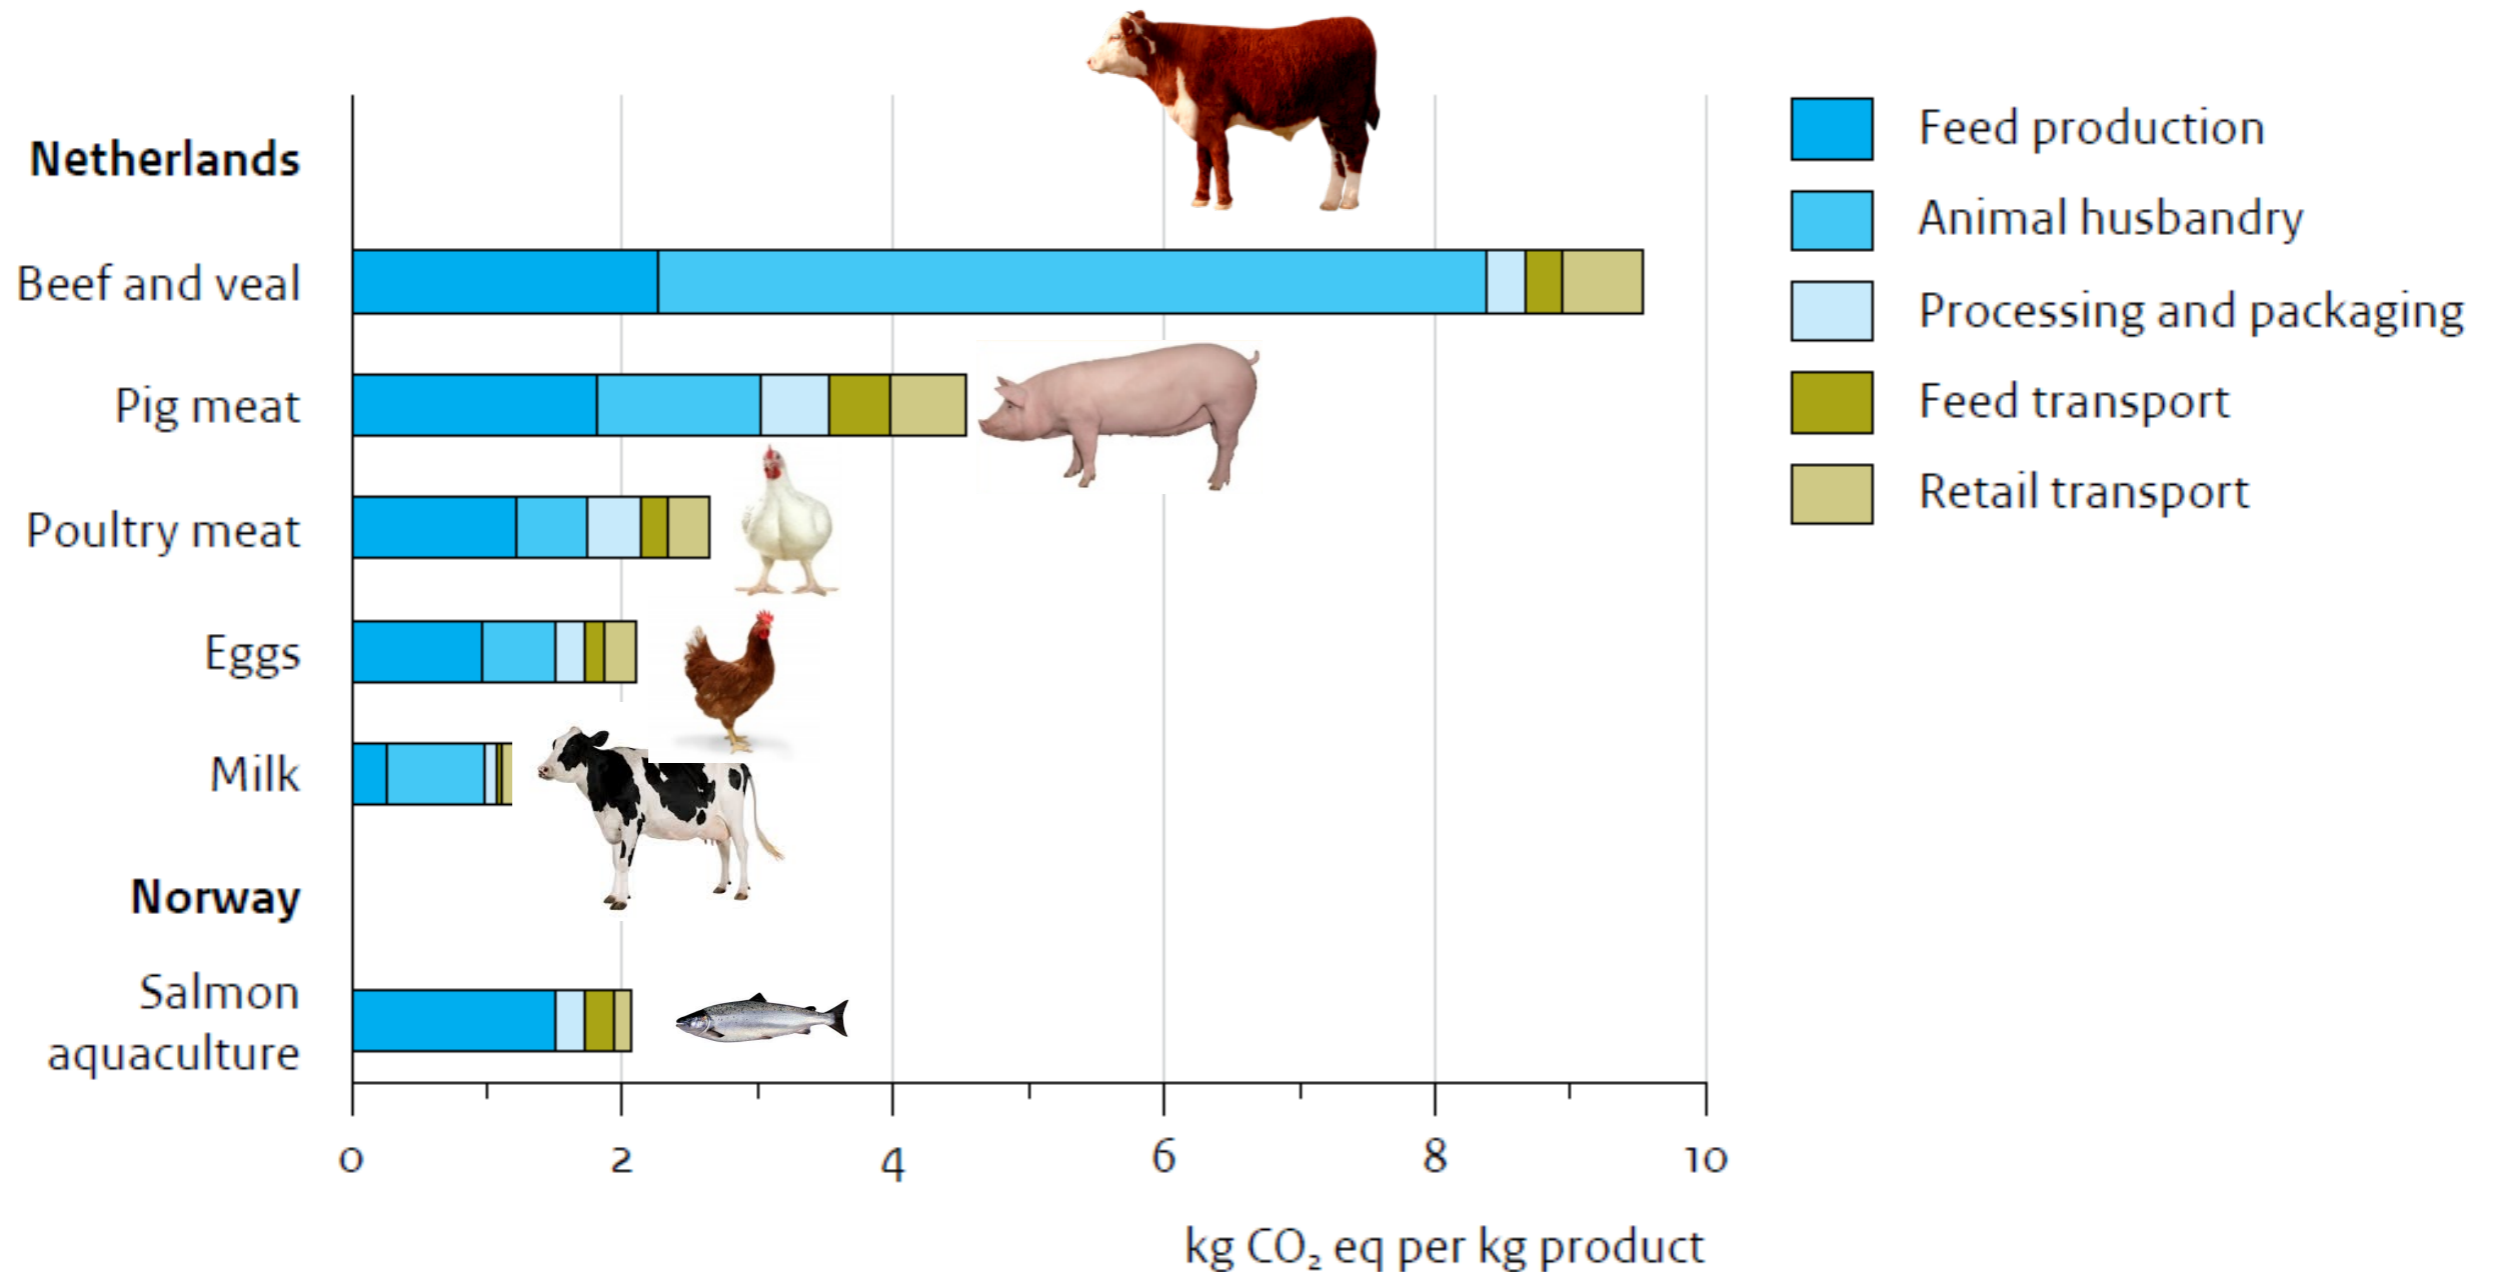 Netherlands
Beef and veal
Pig meat
Poultry meat
Eggs
Milk
Norway
Salmon
aquaculture
0 2 4 6 8 10
kg CO₂ eq per kg product
Feed production
Animal husbandry
Processing and packaging
Feed transport
Retail transport